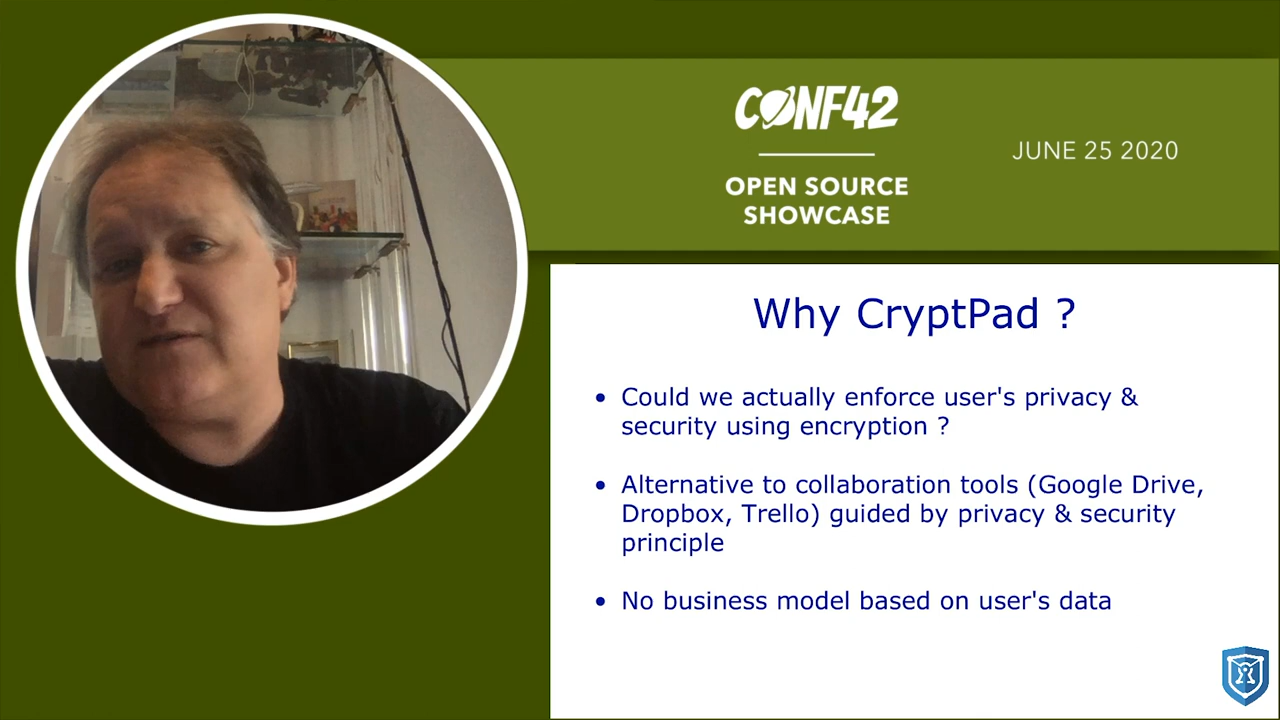 CONF42
OPEN SOURCE
SHOWCASE
JUNE 25 2020
Why CryptPad ?
• Could we actually enforce user's privacy &
security using encryption ?
• Alternative to collaboration tools (Google Drive,
Dropbox, Trello) guided by privacy & security
principle
• No business model based on user's data